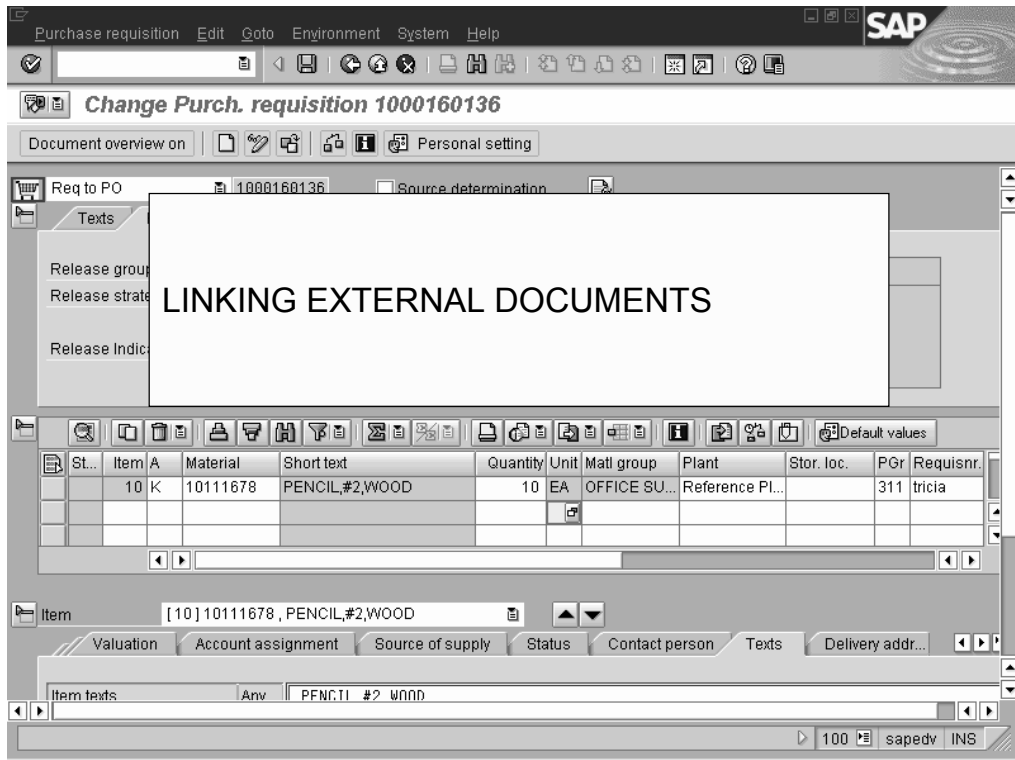 Purchase requisition Edit Goto Environment System Help
SAP
Change Purch. requisition 1000160136
Document overview on Personal setting
Req to PO 1000160136 Source determination
Texts
Release group
Release strate
LINKING EXTERNAL DOCUMENTS
Release Indic
Default values
St... Item A Material Short text Quantity Unit Matl group Plant Stor. loc. PGr Requisnr.
10 K 10111678 PENCIL,#2,WOOD 10 EA OFFICE SU... Reference Pl... 311 tricia
Item [10]10111678, PENCIL,#2,WOOD
Valuation Account assignment Source of supply Status Contact person Texts Delivery addr...
Item texts Any PENCIL,#2,WOOD
100 sapedv INS